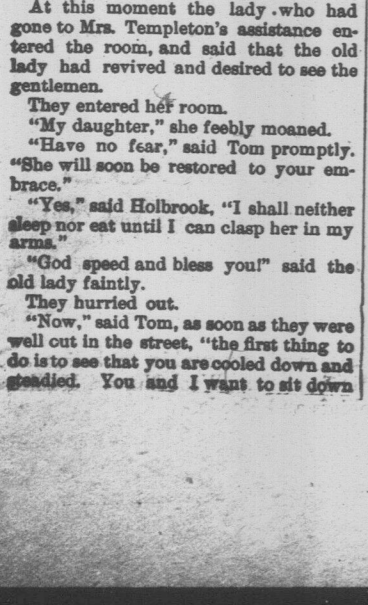 At this moment the lady .who had
gone to Mrs. Templeton's assistance en-
tered the room, and said that the old
lady had revived and desired to see the
gentlemen.
They entered her room.
"My daughter," she feebly moaned.
"Have no fear," said Tom promptly.
"She will soon be restored to your em-
brace."
"Yes," said Holbrook, "I shall neither
sleep nor eat until I can clasp her in my
arms."
"God speed and bless you!" said the
old lady faintly.
They hurried out.
"Now," said Tom, as soon as they were
well out in the street, "the first thing to
do is to see that you are cooled down and
steadied. You and I want to sit down